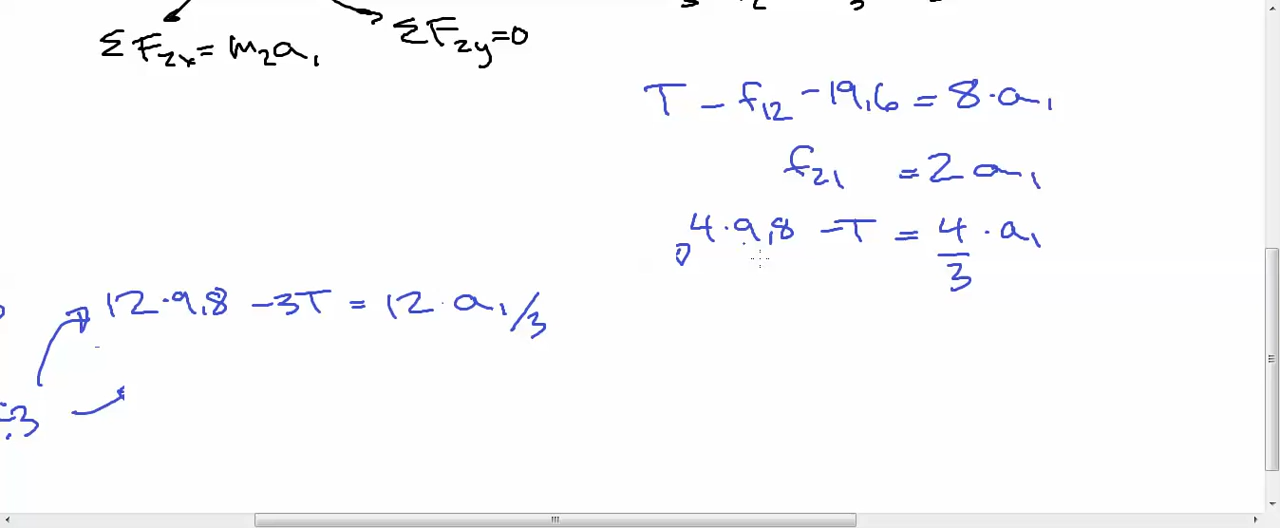 ΣF₂ₓ = m₂a₁
ΣF₂y = 0
T - f₁₂ - 19,6 = 8·a₁
f₂₁ = 2a₁
4·9,8 - T = 4/3 · a₁
12·9,8 - 3T = 12·a₁/3
÷3